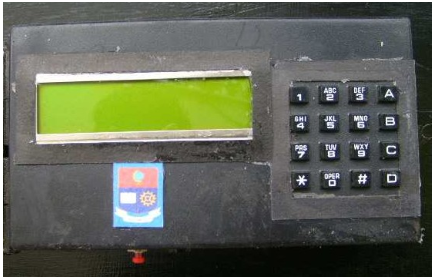 1 ABC 2 DEF 3 A
GHI 4 JKL 5 MNO 6 B
PRS 7 TUV 8 WXY 9 C
* OPER 0 # D